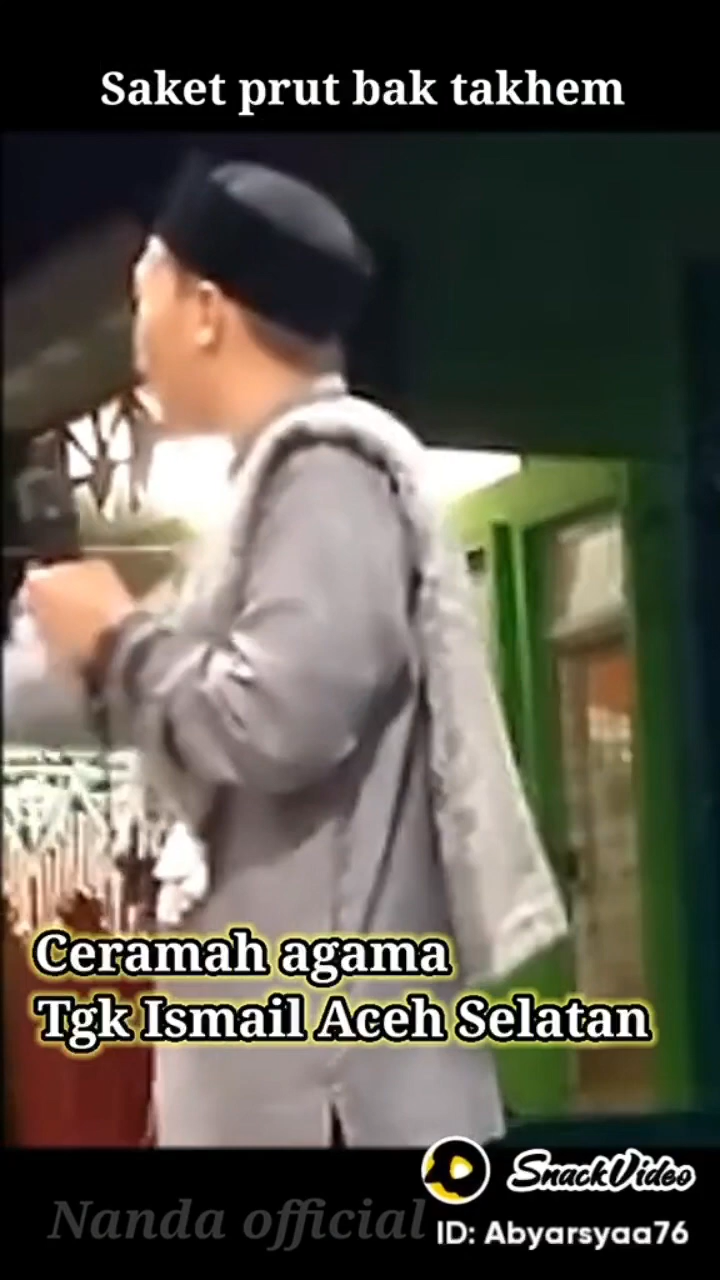 Saket prut bak takhem
Ceramah agama
Tgk Ismail Aceh Selatan
SnackVideo
Nanda official
ID: Abyarsyaa76